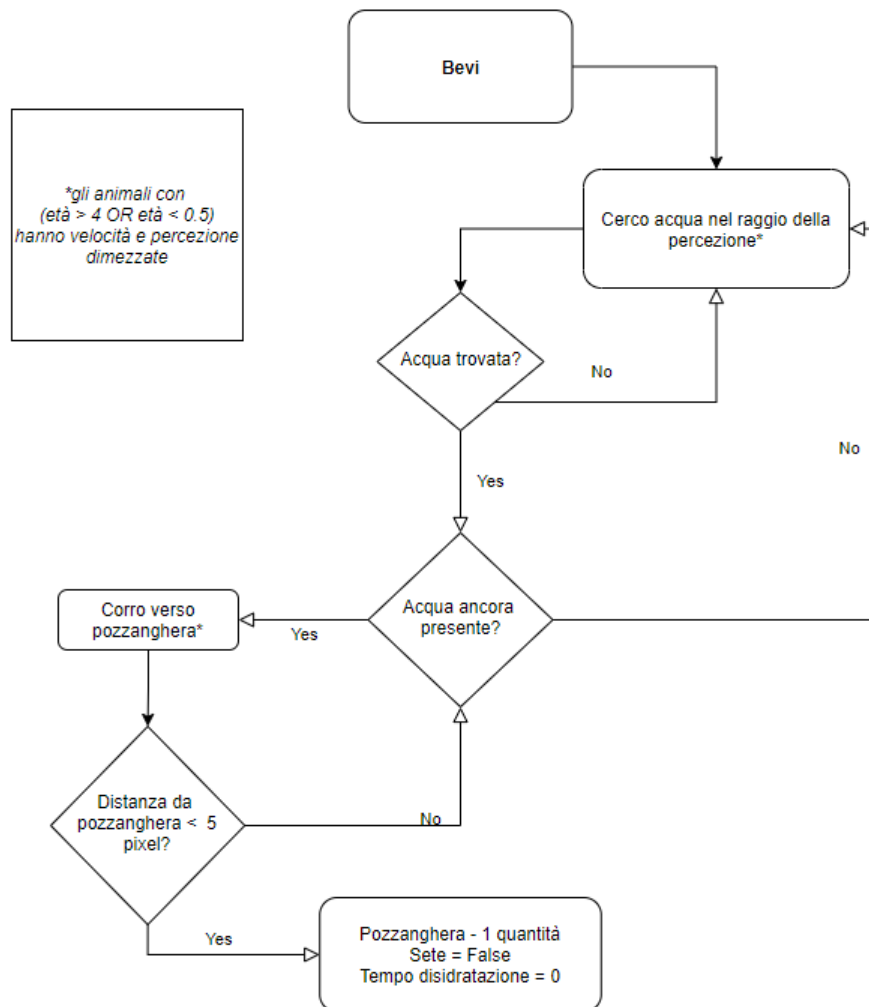 Bevi
*gli animali con
(età > 4 OR età < 0.5)
hanno velocità e percezione
dimezzate
Cerco acqua nel raggio della
percezione*
Acqua trovata?
No
No
Yes
Acqua ancora
presente?
Corro verso
pozzanghera*
Yes
Distanza da
pozzanghera < 5
pixel?
No
Yes
Pozzanghera - 1 quantità
Sete = False
Tempo disidratazione = 0